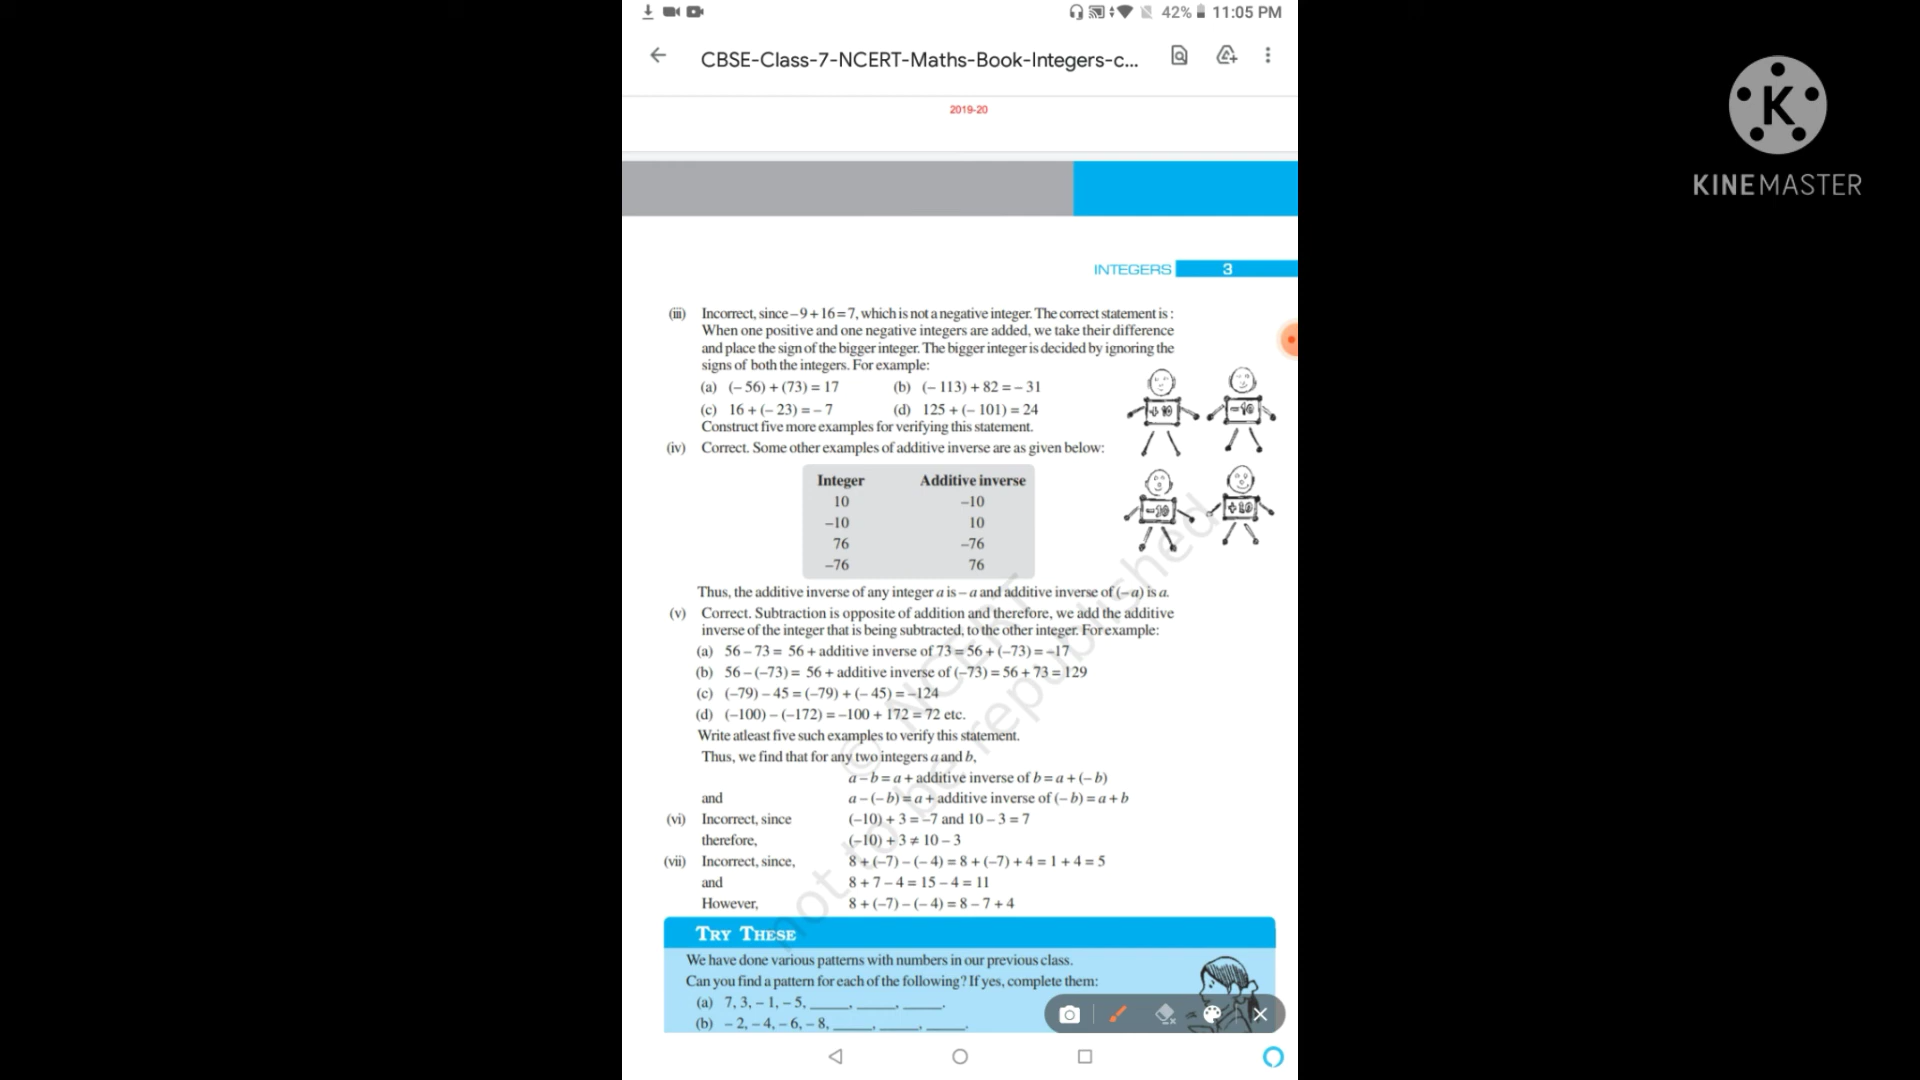 42% 11:05 PM
CBSE-Class-7-NCERT-Maths-Book-Integers-c...
K
KINEMASTER
2019-20
INTEGERS 3
(iii) Incorrect, since – 9 + 16 = 7, which is not a negative integer. The correct statement is :
When one positive and one negative integers are added, we take their difference
and place the sign of the bigger integer. The bigger integer is decided by ignoring the
signs of both the integers. For example:
(a) (– 56) + (73) = 17 (b) (– 113) + 82 = – 31
(c) 16 + (– 23) = – 7 (d) 125 + (– 101) = 24
Construct five more examples for verifying this statement.
+10 -10
-10 +10
(iv) Correct. Some other examples of additive inverse are as given below:
Integer Additive inverse
10 –10
–10 10
76 –76
–76 76
Thus, the additive inverse of any integer a is – a and additive inverse of (– a) is a.
(v) Correct. Subtraction is opposite of addition and therefore, we add the additive
inverse of the integer that is being subtracted, to the other integer. For example:
(a) 56 – 73 = 56 + additive inverse of 73 = 56 + (–73) = –17
(b) 56 – (–73) = 56 + additive inverse of (–73) = 56 + 73 = 129
(c) (–79) – 45 = (–79) + (– 45) = –124
(d) (–100) – (–172) = –100 + 172 = 72 etc.
Write atleast five such examples to verify this statement.
Thus, we find that for any two integers a and b,
a – b = a + additive inverse of b = a + (– b)
and a – (– b) = a + additive inverse of (– b) = a + b
(vi) Incorrect, since (–10) + 3 = –7 and 10 – 3 = 7
therefore, (–10) + 3 ≠ 10 – 3
(vii) Incorrect, since, 8 + (–7) – (– 4) = 8 + (–7) + 4 = 1 + 4 = 5
and 8 + 7 – 4 = 15 – 4 = 11
However, 8 + (–7) – (– 4) = 8 – 7 + 4
© NCERT
not to be republished
TRY THESE
We have done various patterns with numbers in our previous class.
Can you find a pattern for each of the following? If yes, complete them:
(a) 7, 3, – 1, – 5, _____, _____, _____.
(b) – 2, – 4, – 6, – 8, _____, _____, _____.